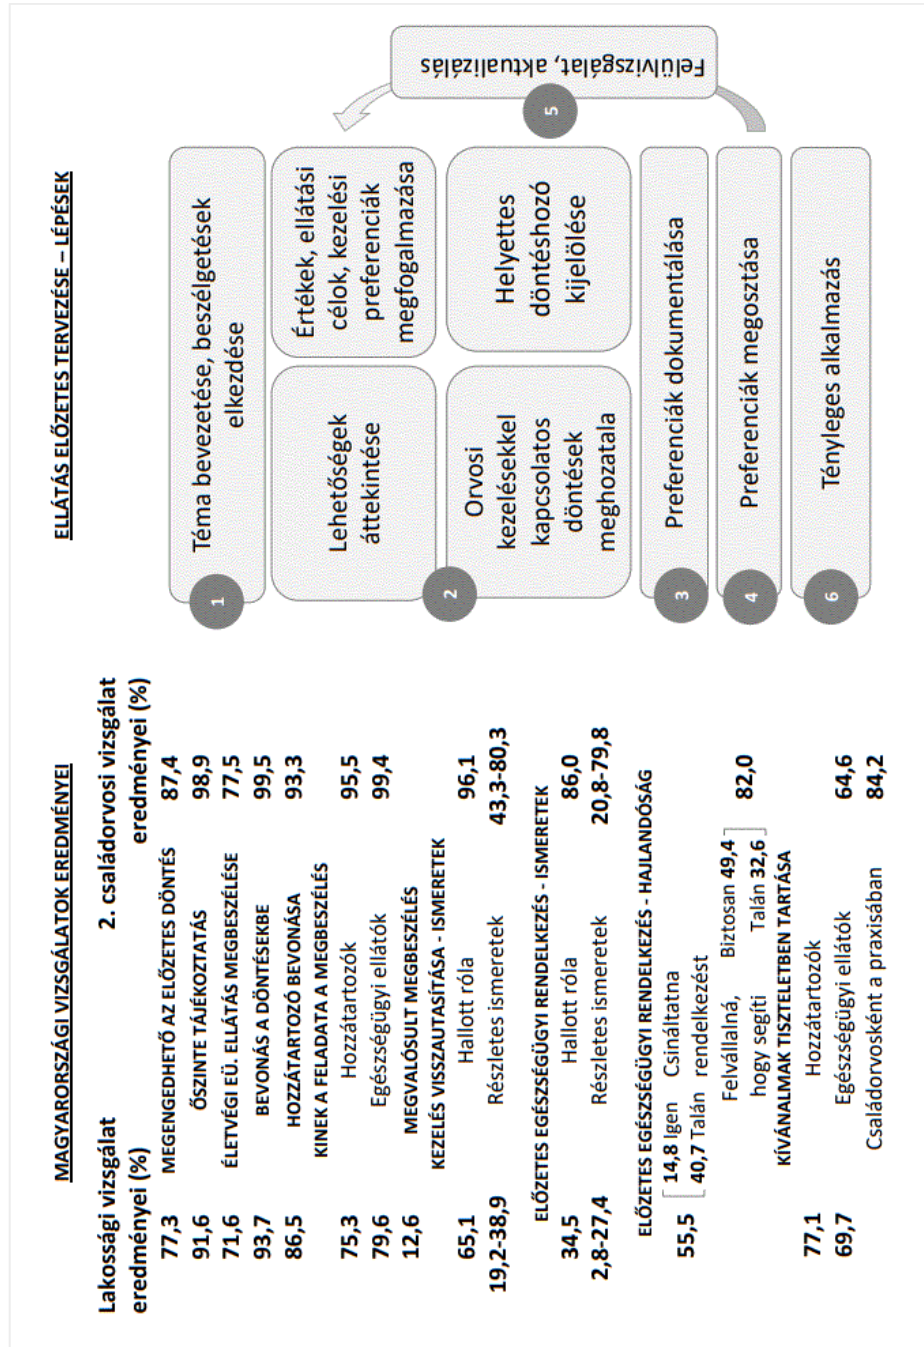 MAGYARORSZÁGI VIZSGÁLATOK EREDMÉNYEI
Lakossági vizsgálat
eredményei (%)
2. családorvosi vizsgálat
eredményei (%)
77,3 MEGENGEDHETŐ AZ ELŐZETES DÖNTÉS 87,4
91,6 ŐSZINTE TÁJÉKOZTATÁS 98,9
71,6 ÉLETVÉGI EÜ. ELLÁTÁS MEGBESZÉLÉSE 77,5
93,7 BEVONÁS A DÖNTÉSEKBE 99,5
86,5 HOZZÁTARTOZÓ BEVONÁSA 93,3
KINEK A FELADATA A MEGBESZÉLÉS
75,3 Hozzátartozók 95,5
79,6 Egészségügyi ellátók 99,4
12,6 MEGVALÓSULT MEGBESZÉLÉS
KEZELÉS VISSZAUTASÍTÁSA - ISMERETEK
65,1 Hallott róla 96,1
19,2-38,9 Részletes ismeretek 43,3-80,3
ELŐZETES EGÉSZSÉGÜGYI RENDELKEZÉS - ISMERETEK
34,5 Hallott róla 86,0
2,8-27,4 Részletes ismeretek 20,8-79,8
ELŐZETES EGÉSZSÉGÜGYI RENDELKEZÉS - HAJLANDÓSÁG
55,5
14,8 Igen Csináltatna
40,7 Talán rendelkezést
Felvállalná, Biztosan 49,4
hogy segíti Talán 32,6
82,0
KÍVÁNALMAK TISZTELETBEN TARTÁSA
77,1 Hozzátartozók
69,7 Egészségügyi ellátók 64,6
Családorvosként a praxisában 84,2
ELLÁTÁS ELŐZETES TERVEZÉSE – LÉPÉSEK
1
Téma bevezetése, beszélgetések
elkezdése
2
Lehetőségek
áttekintése
Értékek, ellátási
célok, kezelési
preferenciák
megfogalmazása
Orvosi
kezelésekkel
kapcsolatos
döntések
meghozatala
Helyettes
döntéshozó
kijelölése
3
Preferenciák dokumentálása
4
Preferenciák megosztása
5
Felülvizsgálat, aktualizálás
6
Tényleges alkalmazás